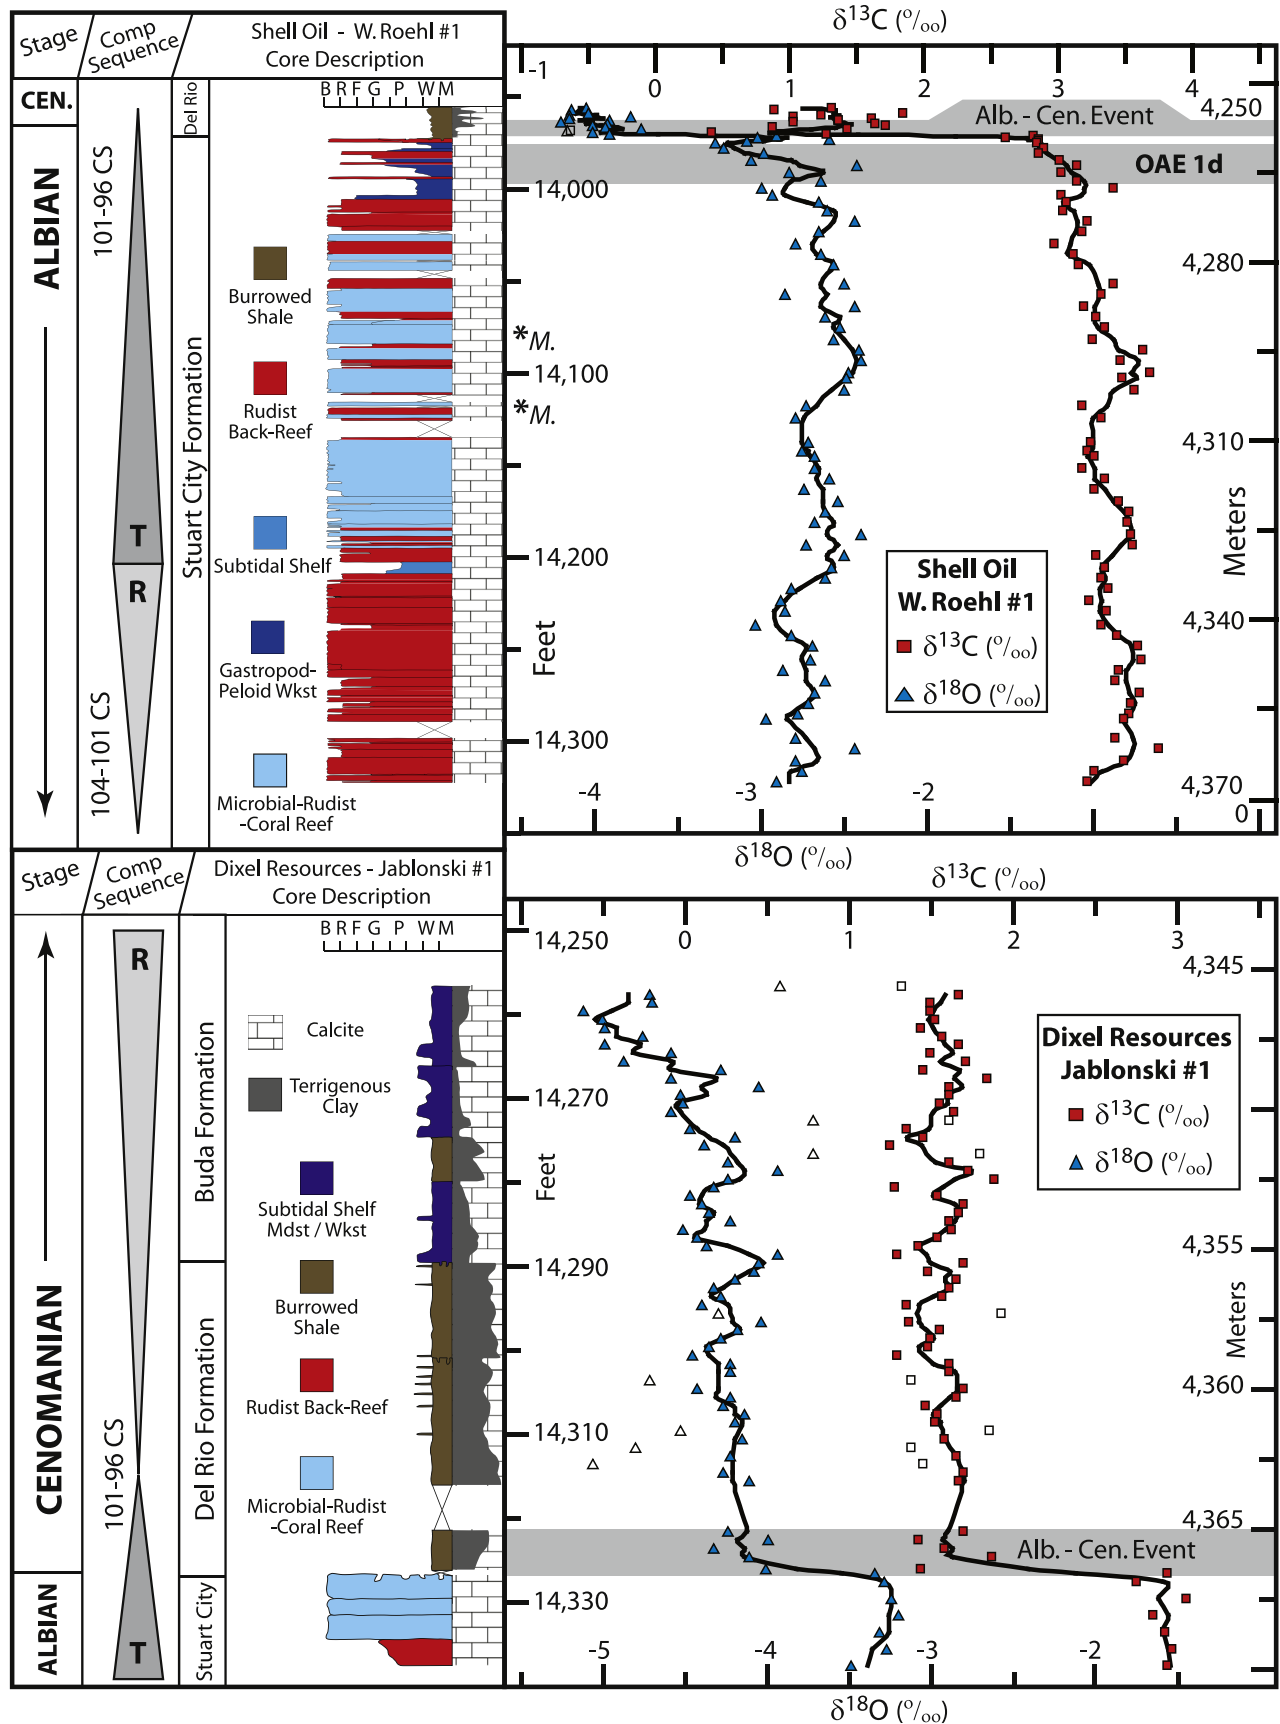 Stage
Comp
Sequence
Shell Oil - W. Roehl #1
Core Description
B R F G P W M
CEN.
Del Rio
ALBIAN
101-96 CS
T
R
104-101 CS
Stuart City Formation
Burrowed
Shale
Rudist
Back-Reef
Subtidal Shelf
Gastropod-
Peloid Wkst
Microbial-Rudist
-Coral Reef
*M.
*M.
δ13C (o/oo)
-1 0 1 2 3 4
Alb. - Cen. Event
OAE 1d
14,000
14,100
14,200
14,300
Feet
4,250
4,280
4,310
4,340
4,370
Meters
Shell Oil
W. Roehl #1
δ13C (o/oo)
δ18O (o/oo)
-4 -3 -2 0
δ18O (o/oo)
Stage
Comp
Sequence
Dixel Resources - Jablonski #1
Core Description
B R F G P W M
CENOMANIAN
ALBIAN
R
101-96 CS
T
Buda Formation
Del Rio Formation
Stuart City
Calcite
Terrigenous
Clay
Subtidal Shelf
Mdst / Wkst
Burrowed
Shale
Rudist Back-Reef
Microbial-Rudist
-Coral Reef
δ13C (o/oo)
0 1 2 3
14,250
14,270
14,290
14,310
14,330
Feet
4,345
4,355
4,360
4,365
Meters
Dixel Resources
Jablonski #1
δ13C (o/oo)
δ18O (o/oo)
Alb. - Cen. Event
-5 -4 -3 -2
δ18O (o/oo)